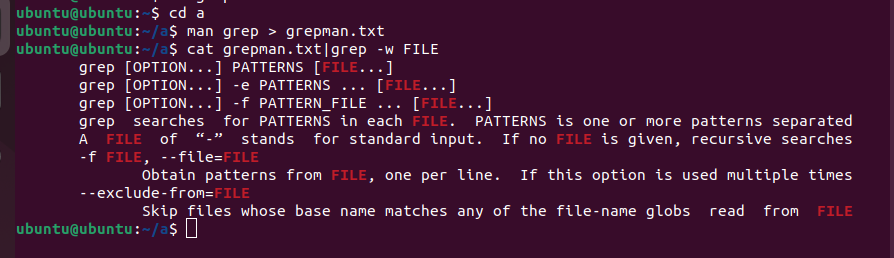 ubuntu@ubuntu:~$ cd a
ubuntu@ubuntu:~/a$ man grep > grepman.txt
ubuntu@ubuntu:~/a$ cat grepman.txt|grep -w FILE
       grep [OPTION...] PATTERNS [FILE...]
       grep [OPTION...] -e PATTERNS ... [FILE...]
       grep [OPTION...] -f PATTERN_FILE ... [FILE...]
       grep  searches  for PATTERNS in each FILE.  PATTERNS is one or more patterns separated
       A  FILE  of  “-”  stands  for standard input.  If no FILE is given, recursive searches
       -f FILE, --file=FILE
              Obtain patterns from FILE, one per line.  If this option is used multiple times
       --exclude-from=FILE
              Skip files whose base name matches any of the file-name globs  read  from  FILE
ubuntu@ubuntu:~/a$